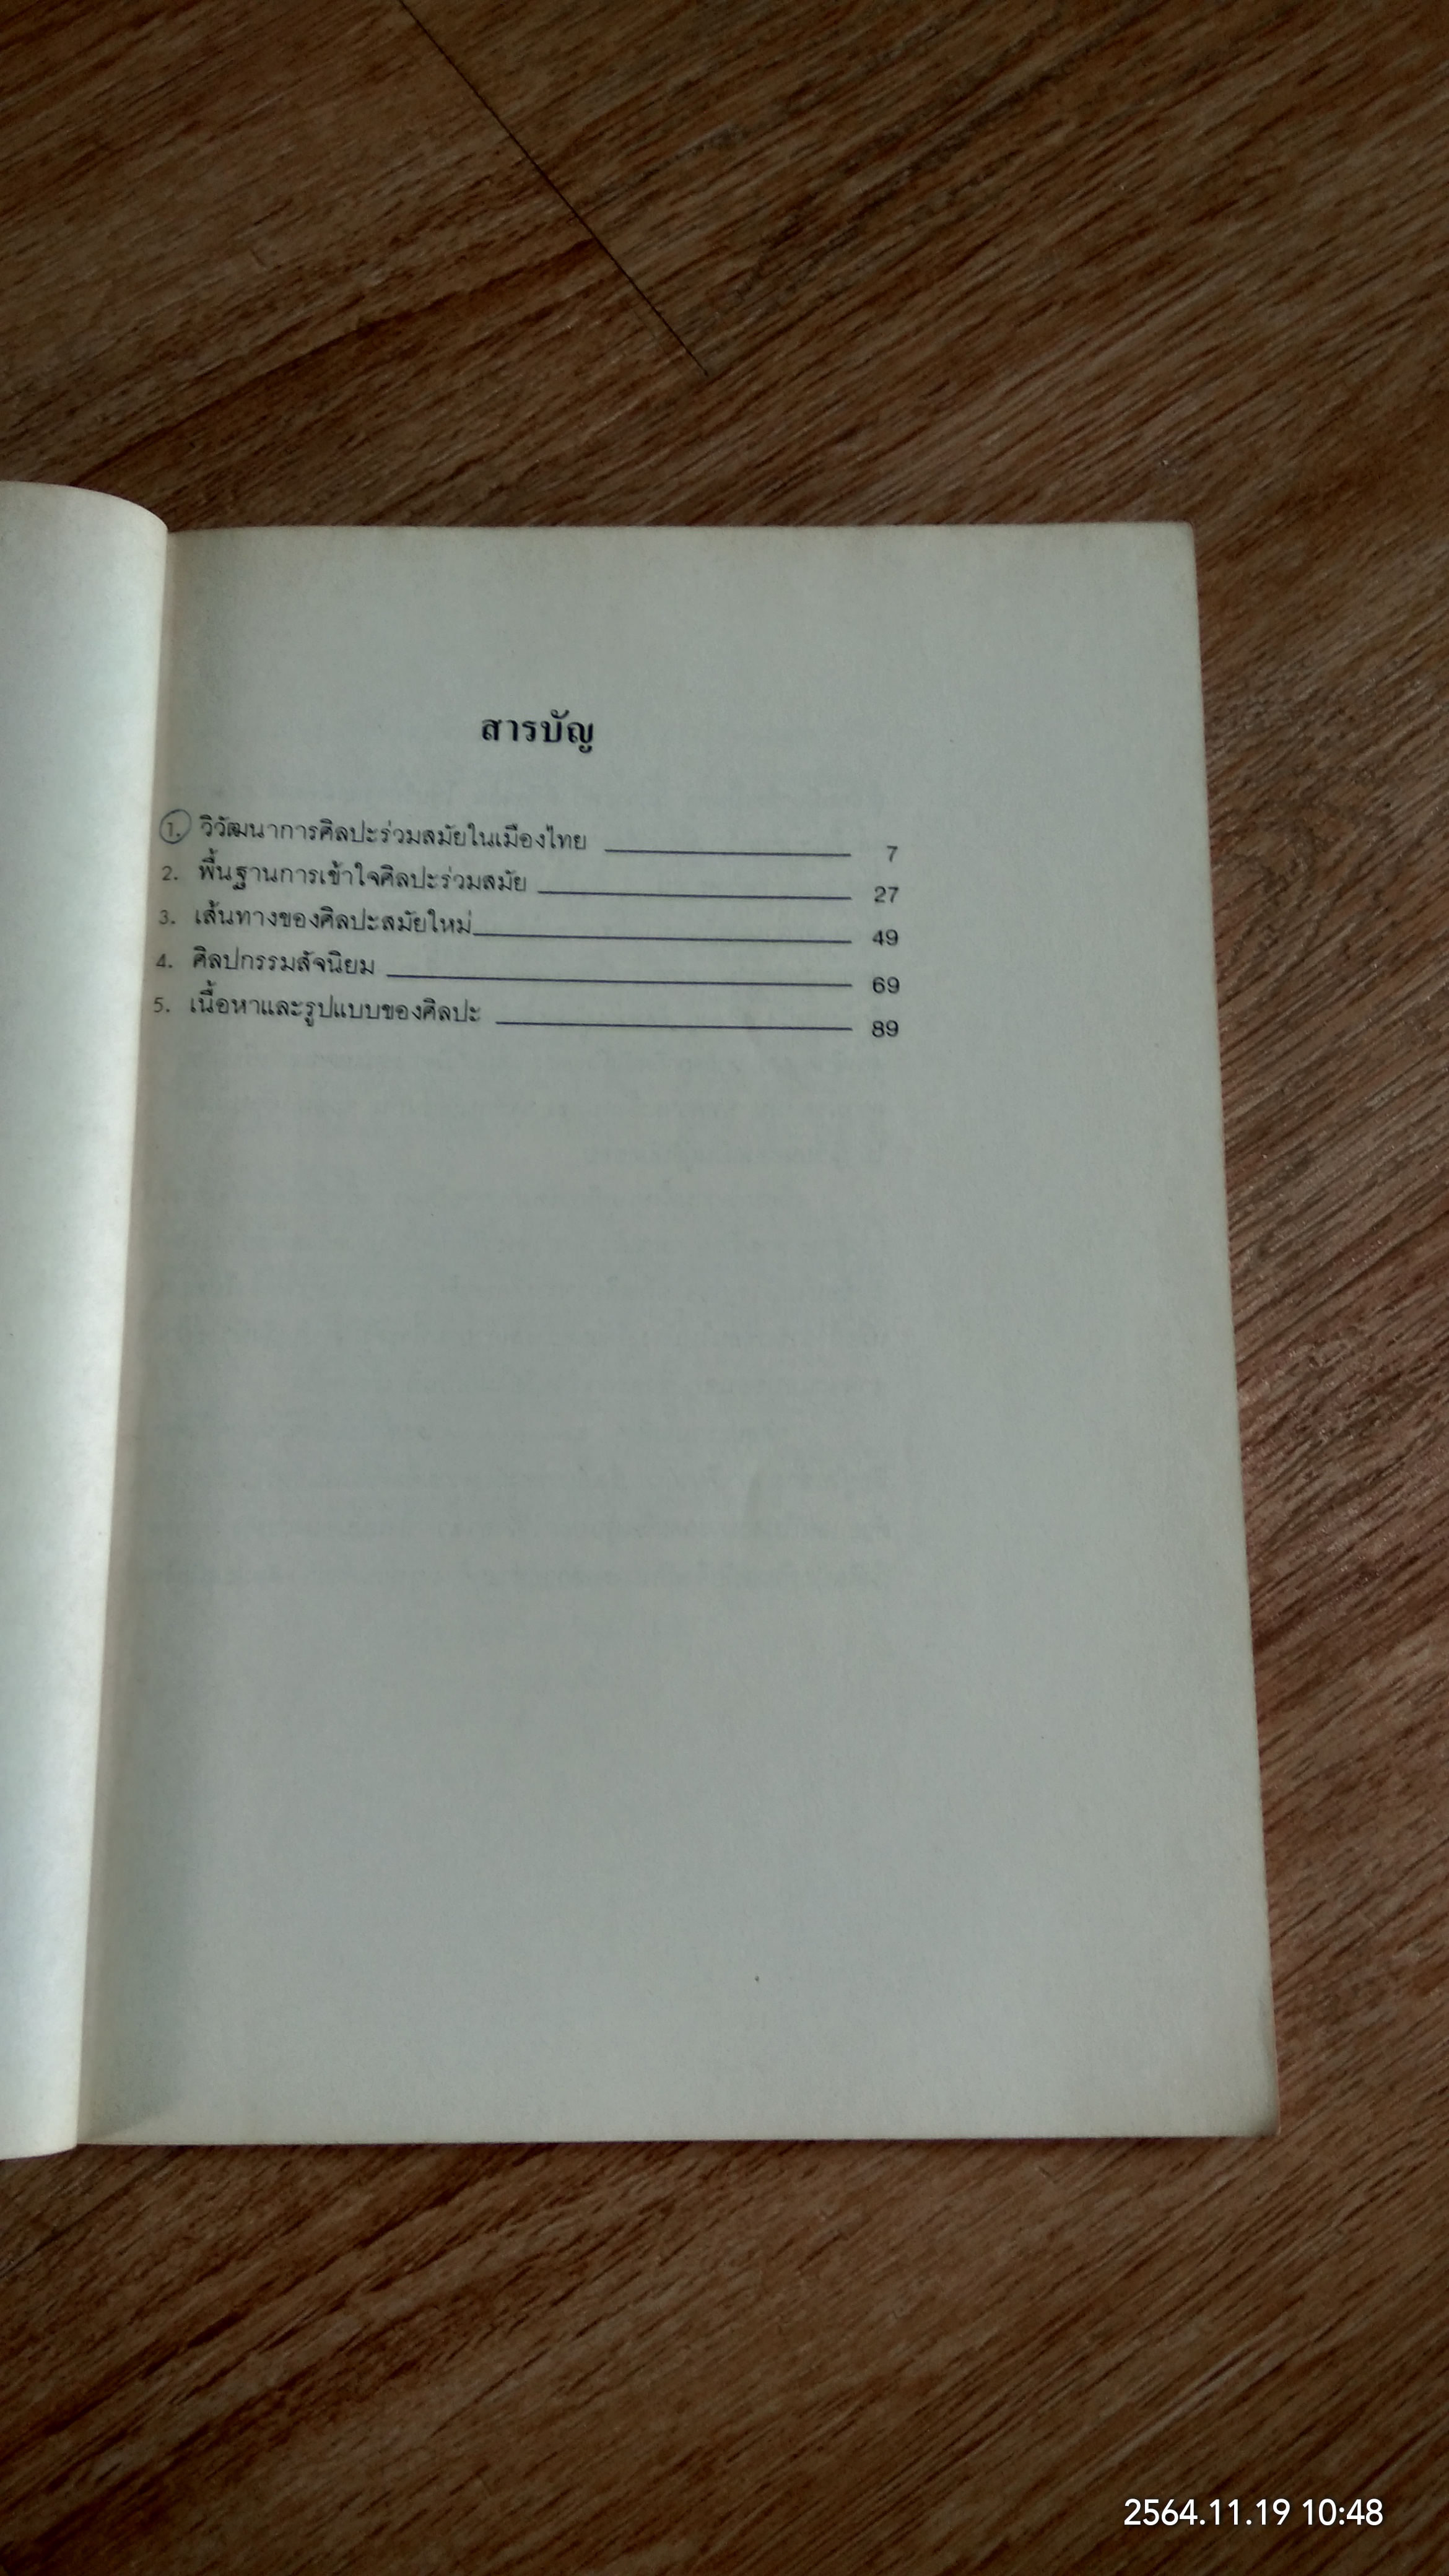 สารบัญ
1. วิวัฒนาการศิลปะร่วมสมัยในเมืองไทย 7
2. พื้นฐานการเข้าใจศิลปะร่วมสมัย 27
3. เส้นทางของศิลปะสมัยใหม่ 49
4. ศิลปกรรมสัจนิยม 69
5. เนื้อหาและรูปแบบของศิลปะ 89
2564.11.19 10:48